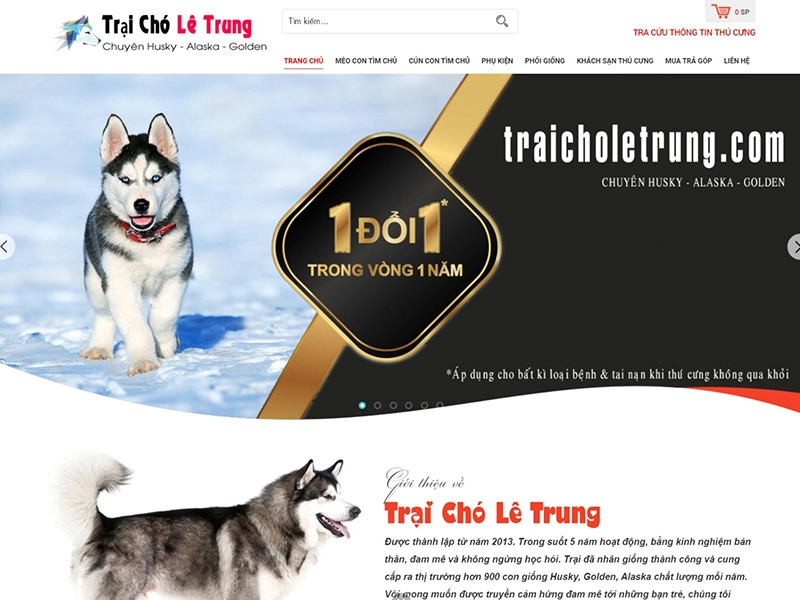 Trại Chó Lê Trung
Chuyên Husky - Alaska - Golden
Tìm kiếm...
0 SP
TRA CỨU THÔNG TIN THÚ CƯNG
TRANG CHỦ MÈO CON TÌM CHỦ CÚN CON TÌM CHỦ PHỤ KIỆN PHỐI GIỐNG KHÁCH SẠN THÚ CƯNG MUA TRẢ GÓP LIÊN HỆ
traicholetrung.com
CHUYÊN HUSKY - ALASKA - GOLDEN
1 ĐỔI 1*
TRONG VÒNG 1 NĂM
*Áp dụng cho bất kì loại bệnh & tai nạn khi thú cưng không qua khỏi
Giới thiệu về
Trại Chó Lê Trung
Được thành lập từ năm 2013. Trong suốt 5 năm hoạt động, bằng kinh nghiệm bản
thân, đam mê và không ngừng học hỏi. Trại đã nhân giống thành công và cung
cấp ra thị trường hơn 900 con giống Husky, Golden, Alaska chất lượng mỗi năm.
Với mong muốn được truyền cảm hứng đam mê tới những bạn trẻ, chúng tôi